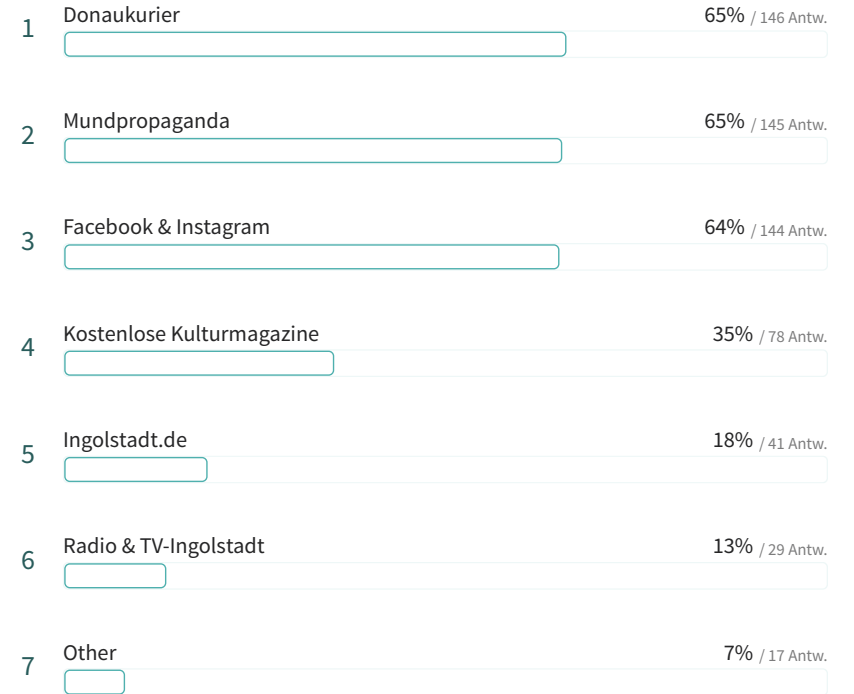 1 Donaukurier 65% / 146 Antw.
2 Mundpropaganda 65% / 145 Antw.
3 Facebook & Instagram 64% / 144 Antw.
4 Kostenlose Kulturmagazine 35% / 78 Antw.
5 Ingolstadt.de 18% / 41 Antw.
6 Radio & TV-Ingolstadt 13% / 29 Antw.
7 Other 7% / 17 Antw.